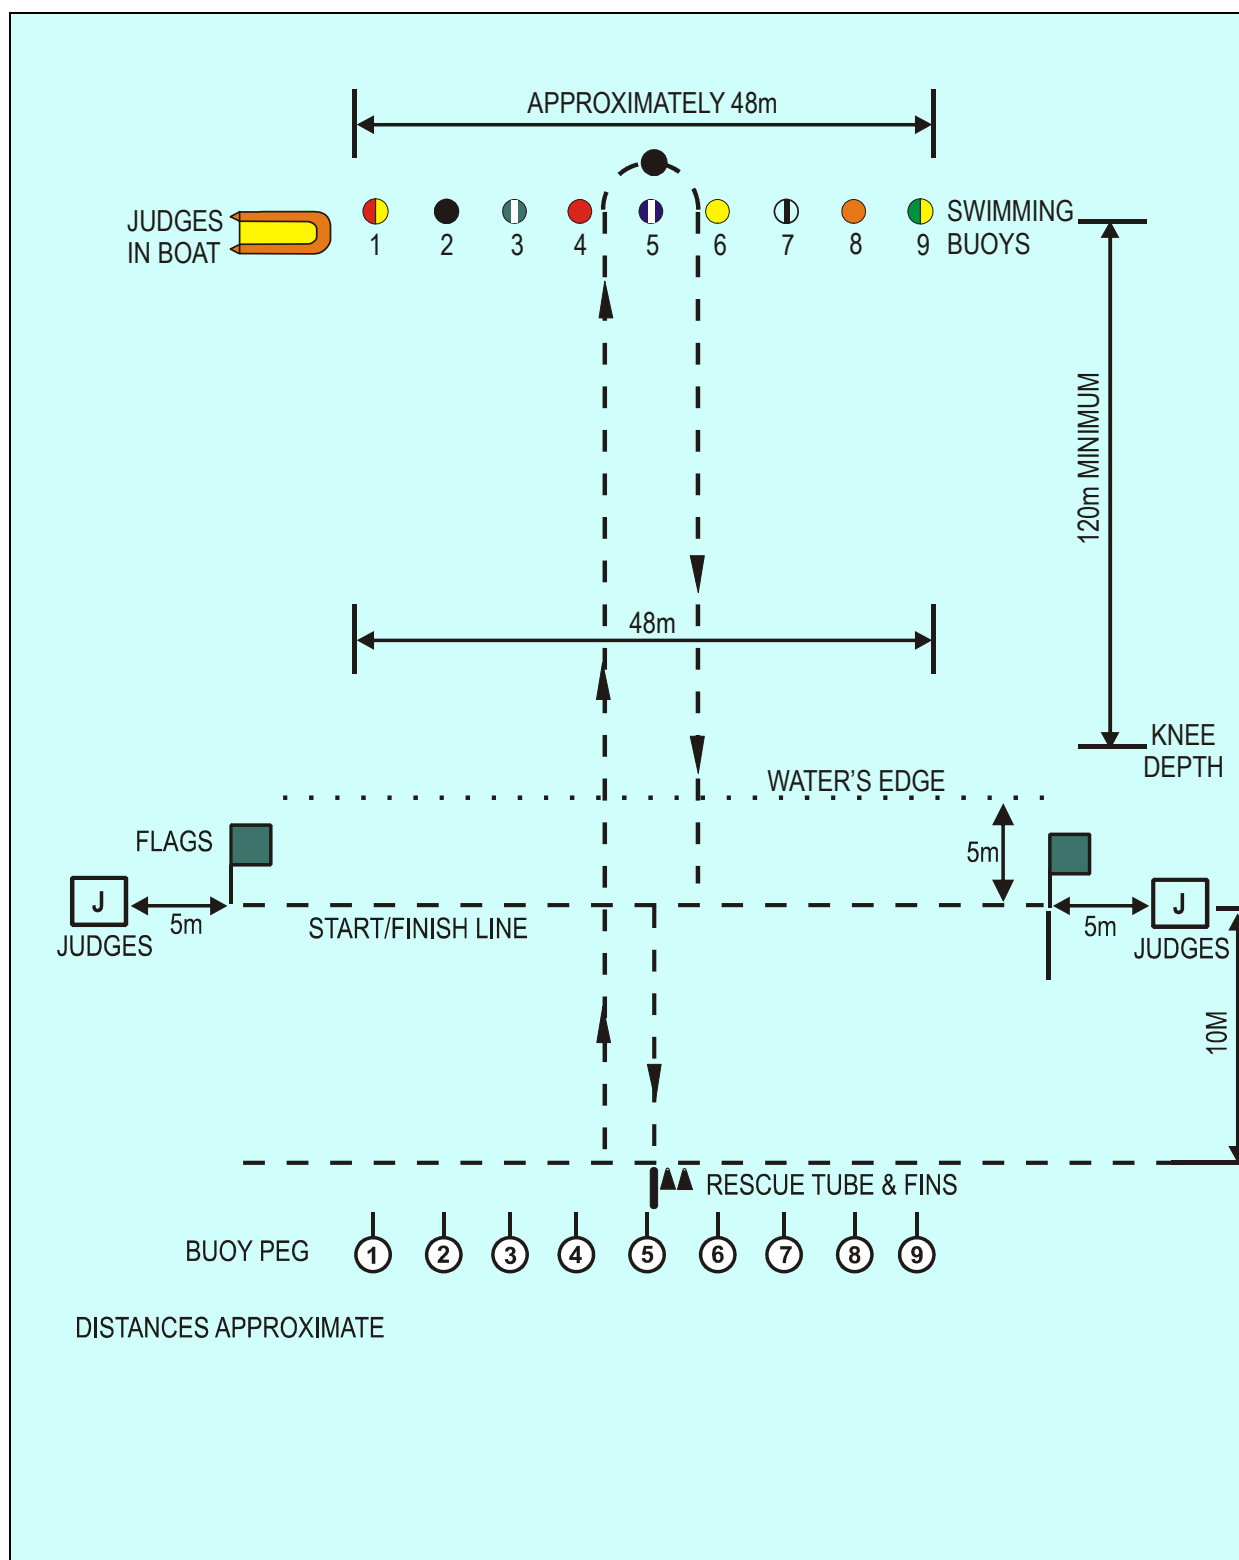 APPROXIMATELY 48m
JUDGES
IN BOAT
SWIMMING
BUOYS
1 2 3 4 5 6 7 8 9
120m MINIMUM
48m
KNEE
DEPTH
WATER'S EDGE
FLAGS
5m
J
5m
START/FINISH LINE
5m
J
JUDGES
JUDGES
10M
RESCUE TUBE & FINS
BUOY PEG
1 2 3 4 5 6 7 8 9
DISTANCES APPROXIMATE